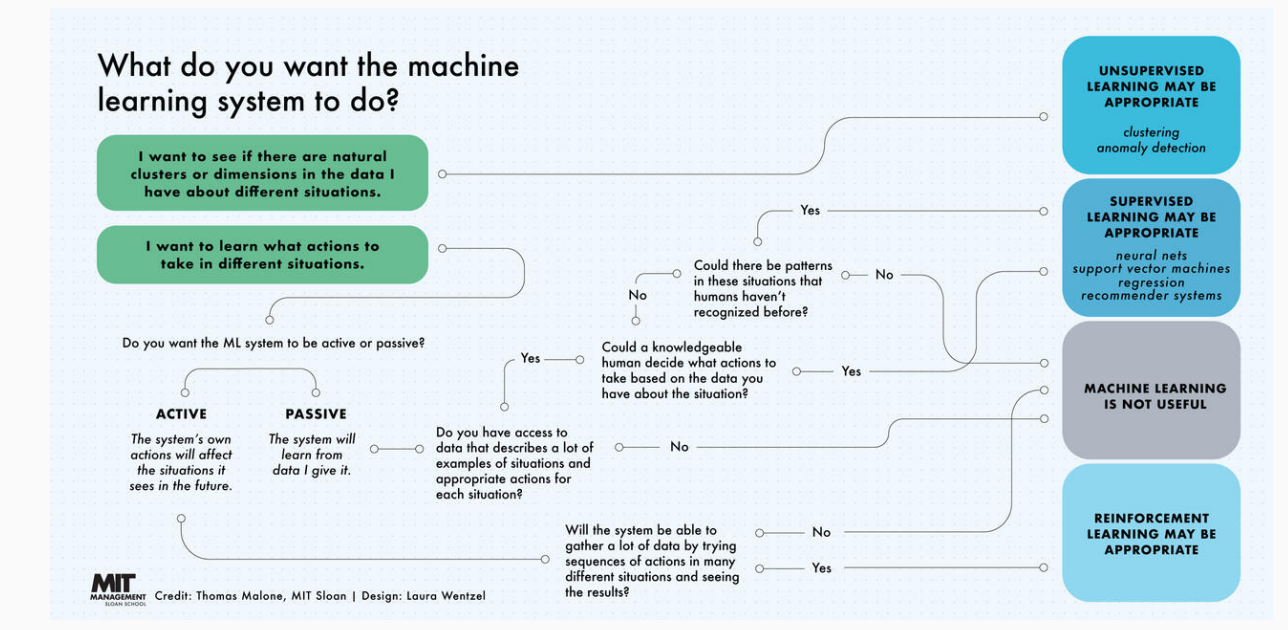 What do you want the machine
learning system to do?
I want to see if there are natural
clusters or dimensions in the data I
have about different situations.
I want to learn what actions to
take in different situations.
Do you want the ML system to be active or passive?
ACTIVE
The system's own
actions will affect
the situations it
sees in the future.
PASSIVE
The system will
learn from
data I give it.
Do you have access to
data that describes a lot of
examples of situations and
appropriate actions for
each situation?
Yes
No
Could a knowledgeable
human decide what actions to
take based on the data you
have about the situation?
No
Yes
Could there be patterns
in these situations that
humans haven't
recognized before?
Yes
No
Will the system be able to
gather a lot of data by trying
sequences of actions in many
different situations and seeing
the results?
No
Yes
UNSUPERVISED
LEARNING MAY BE
APPROPRIATE
clustering
anomaly detection
SUPERVISED
LEARNING MAY BE
APPROPRIATE
neural nets
support vector machines
regression
recommender systems
MACHINE LEARNING
IS NOT USEFUL
REINFORCEMENT
LEARNING MAY BE
APPROPRIATE
MIT
MANAGEMENT
SLOAN SCHOOL
Credit: Thomas Malone, MIT Sloan | Design: Laura Wentzel